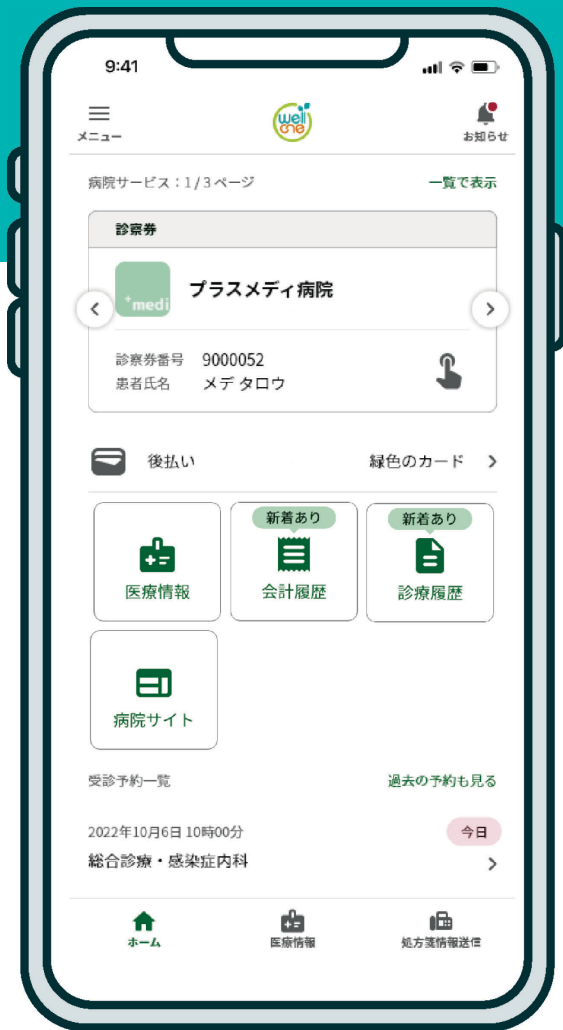 9:41
メニュー
well one
お知らせ
病院サービス：1/3ページ
一覧で表示
診察券
+medi
プラスメディ病院
診察券番号 9000052
患者氏名 メデ タロウ
後払い
緑色のカード
新着あり
新着あり
医療情報
会計履歴
診療履歴
病院サイト
受診予約一覧
過去の予約も見る
2022年10月6日 10時00分
今日
総合診療・感染症内科
ホーム
医療情報
処方箋情報送信